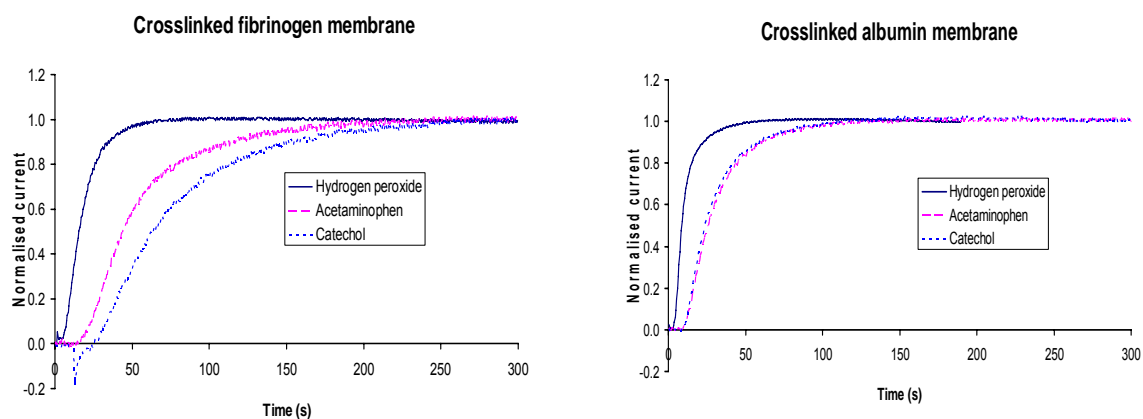 Crosslinked fibrinogen membrane
1.2
1.0
0.8
0.6
0.4
0.2
0.0
-0.2
Normalised current
Hydrogen peroxide
Acetaminophen
Catechol
0
50
100
150
200
250
300
Time (s)
Crosslinked albumin membrane
1.2
1.0
0.8
0.6
0.4
0.2
0.0
-0.2
Normalised current
Hydrogen peroxide
Acetaminophen
Catechol
0
50
100
150
200
250
300
Time (s)